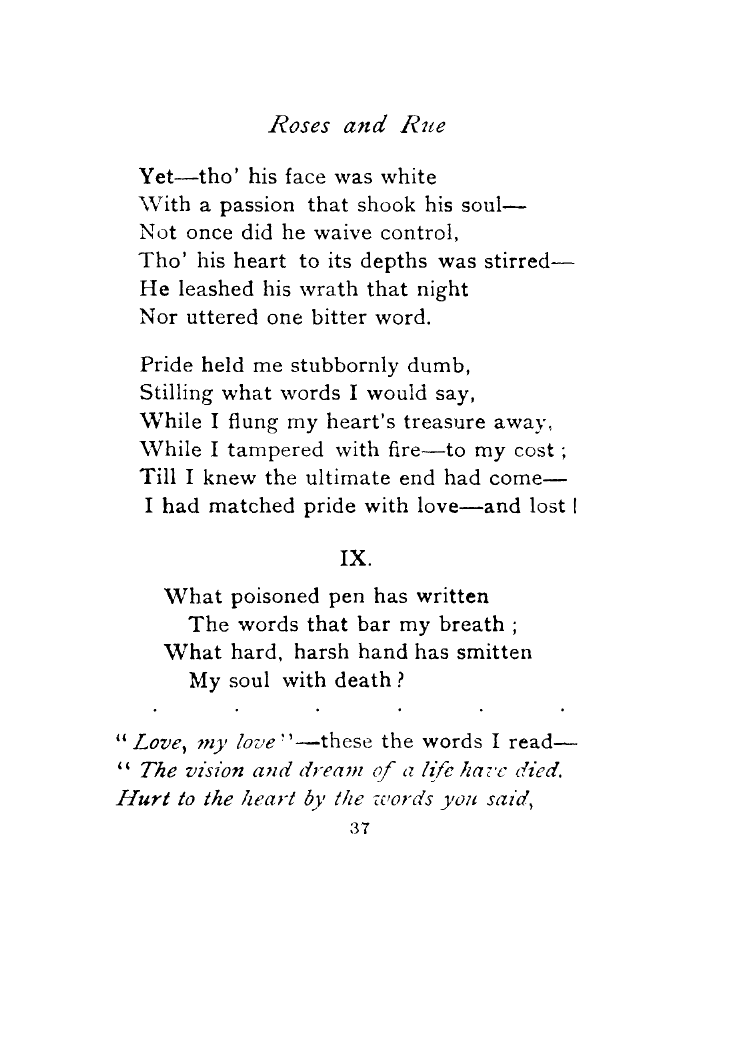 Roses and Rue
Yet—tho' his face was white
With a passion that shook his soul—
Not once did he waive control,
Tho' his heart to its depths was stirred—
He leashed his wrath that night
Nor uttered one bitter word.
Pride held me stubbornly dumb,
Stilling what words I would say,
While I flung my heart's treasure away,
While I tampered with fire—to my cost ;
Till I knew the ultimate end had come—
I had matched pride with love—and lost !
IX.
What poisoned pen has written
The words that bar my breath ;
What hard, harsh hand has smitten
My soul with death ?
. . . . . .
“ Love, my love”—these the words I read—
“ The vision and dream of a life have died.
Hurt to the heart by the words you said,
37